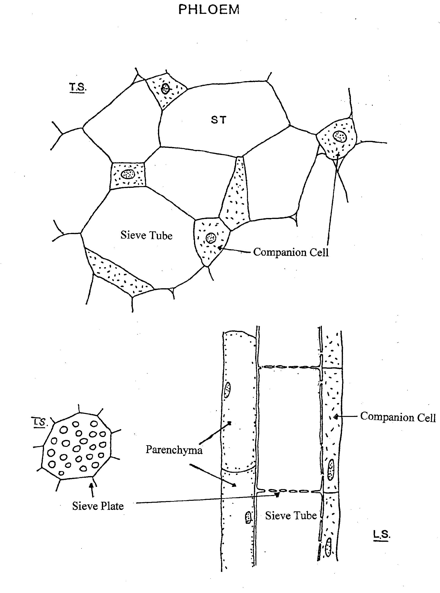 PHLOEM
T.S.
ST
Sieve Tube
Companion Cell
T.S.
Companion Cell
Parenchyma
Sieve Plate
Sieve Tube
L.S.